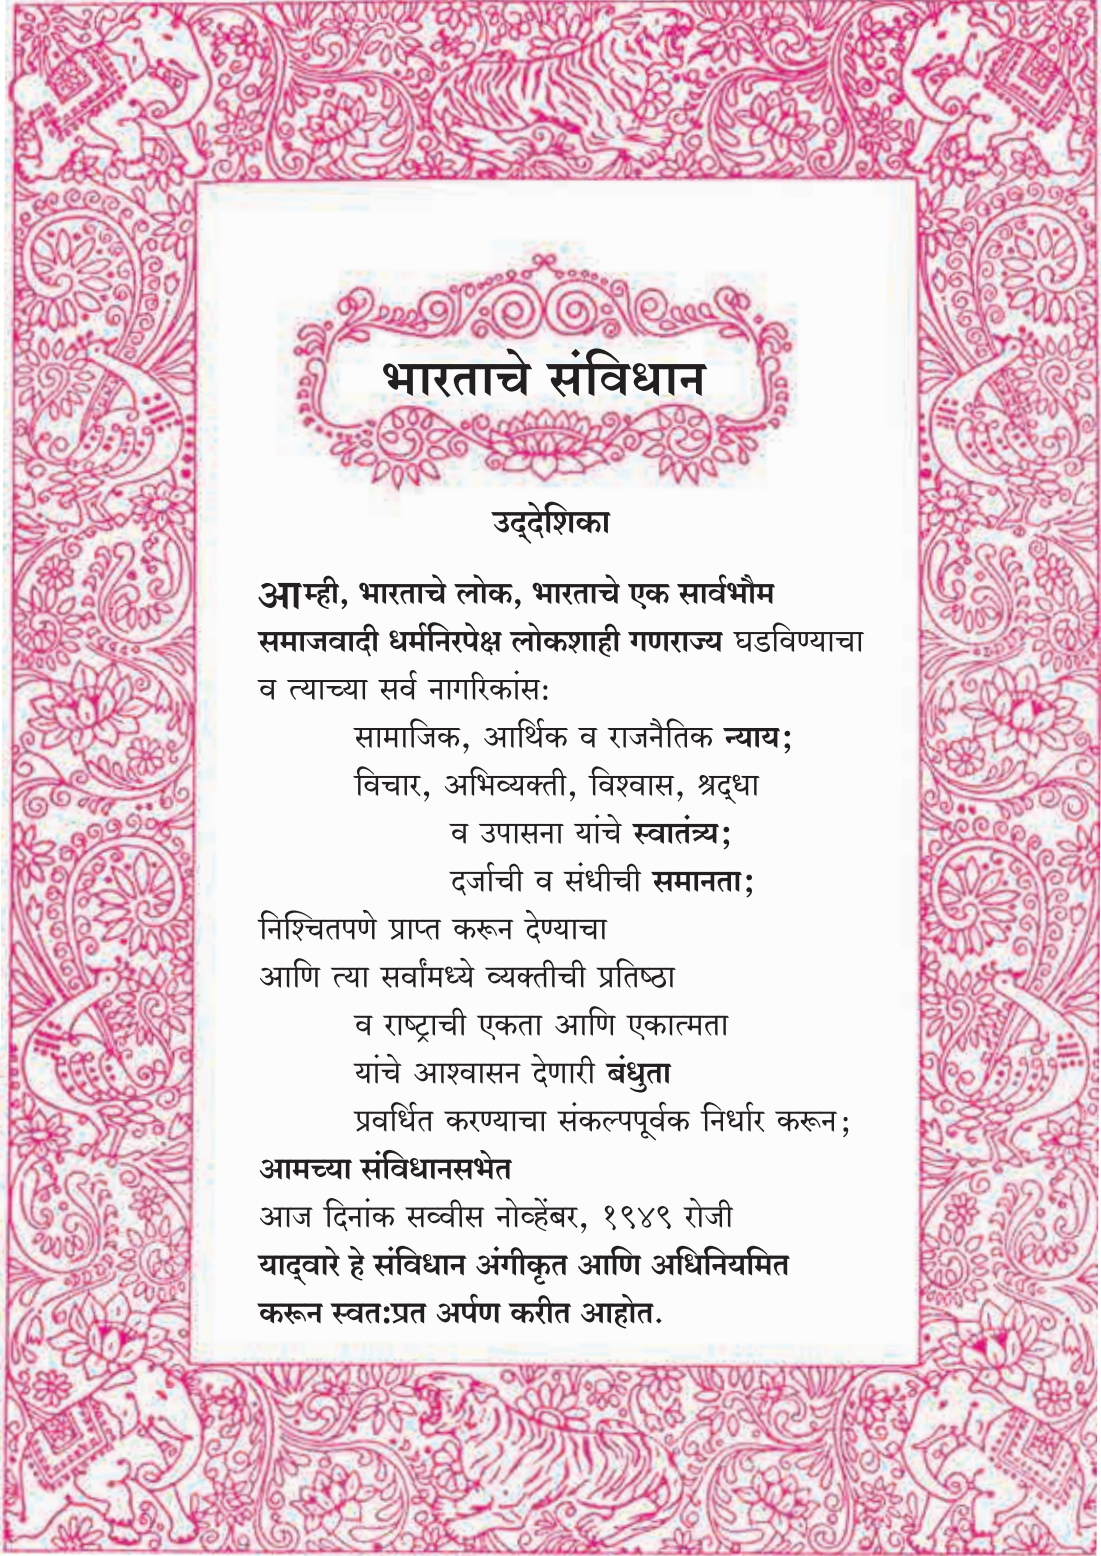 भारताचे संविधान
उद्देशिका
आम्ही, भारताचे लोक, भारताचे एक सार्वभौम
समाजवादी धर्मनिरपेक्ष लोकशाही गणराज्य घडविण्याचा
व त्याच्या सर्व नागरिकांस:
सामाजिक, आर्थिक व राजनैतिक न्याय;
विचार, अभिव्यक्ती, विश्वास, श्रद्धा
व उपासना यांचे स्वातंत्र्य;
दर्जाची व संधीची समानता;
निश्चितपणे प्राप्त करून देण्याचा
आणि त्या सर्वांमध्ये व्यक्तीची प्रतिष्ठा
व राष्ट्राची एकता आणि एकात्मता
यांचे आश्वासन देणारी बंधुता
प्रवर्धित करण्याचा संकल्पपूर्वक निर्धार करून;
आमच्या संविधानसभेत
आज दिनांक सव्वीस नोव्हेंबर, १९४९ रोजी
याद्वारे हे संविधान अंगीकृत आणि अधिनियमित
करून स्वत:प्रत अर्पण करीत आहोत.